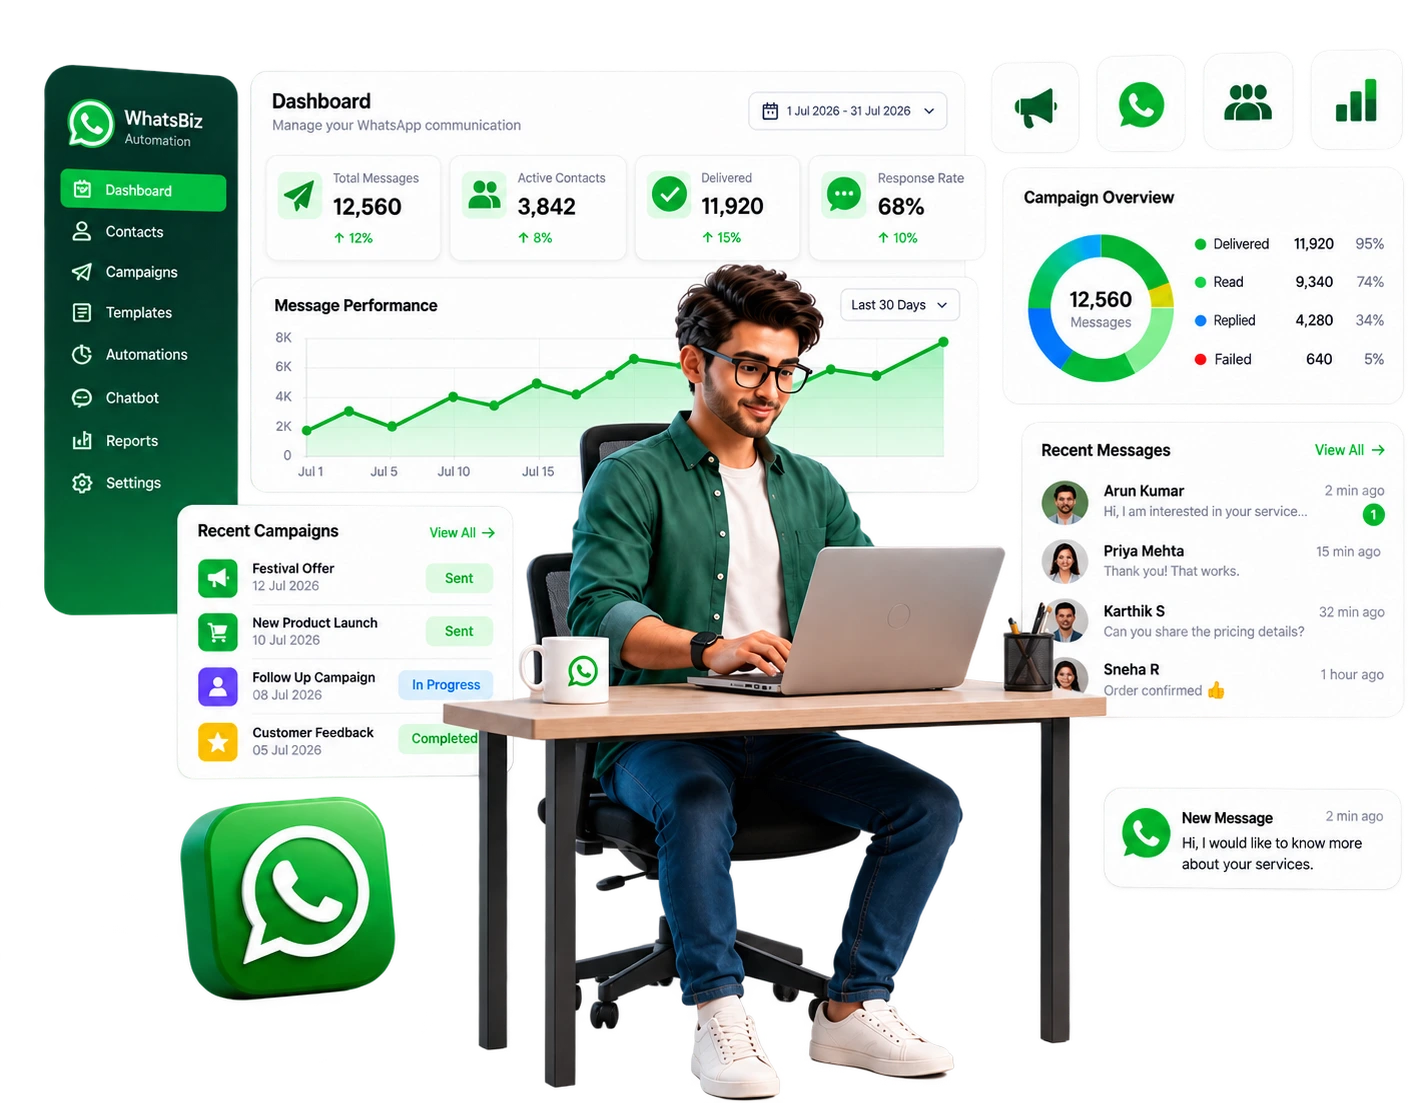 WhatsBiz
Automation
Dashboard
Contacts
Campaigns
Templates
Automations
Chatbot
Reports
Settings
Dashboard
Manage your WhatsApp communication
1 Jul 2026 - 31 Jul 2026
Total Messages
12,560
↑ 12%
Active Contacts
3,842
↑ 8%
Delivered
11,920
↑ 15%
Response Rate
68%
↑ 10%
Message Performance
Last 30 Days
8K
6K
4K
2K
0
Jul 1 Jul 5 Jul 10 Jul 15
Campaign Overview
12,560
Messages
Delivered 11,920 95%
Read 9,340 74%
Replied 4,280 34%
Failed 640 5%
Recent Messages View All →
Arun Kumar 2 min ago
Hi, I am interested in your service... 1
Priya Mehta 15 min ago
Thank you! That works.
Karthik S 32 min ago
Can you share the pricing details?
Sneha R 1 hour ago
Order confirmed 👍
Recent Campaigns View All →
Festival Offer
12 Jul 2026
Sent
New Product Launch
10 Jul 2026
Sent
Follow Up Campaign
08 Jul 2026
In Progress
Customer Feedback
05 Jul 2026
Completed
New Message 2 min ago
Hi, I would like to know more
about your services.